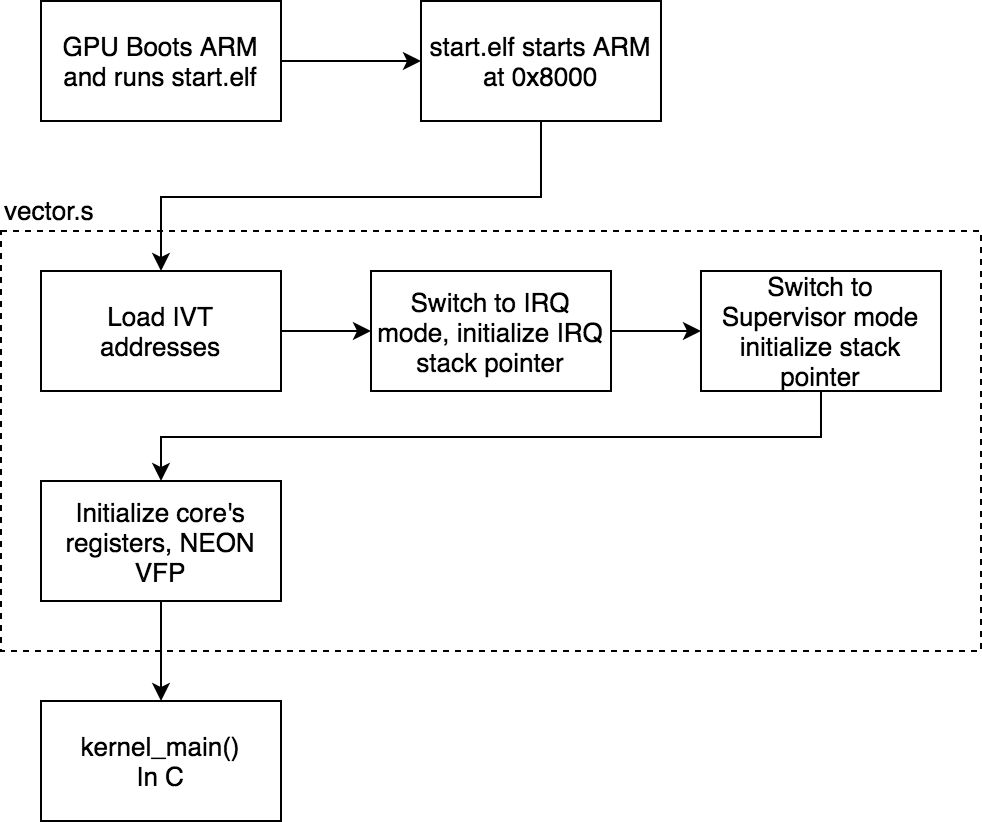 GPU Boots ARM
and runs start.elf
start.elf starts ARM
at 0x8000
vector.s
Load IVT
addresses
Switch to IRQ
mode, initialize IRQ
stack pointer
Switch to
Supervisor mode
initialize stack
pointer
Initialize core's
registers, NEON
VFP
kernel_main()
In C